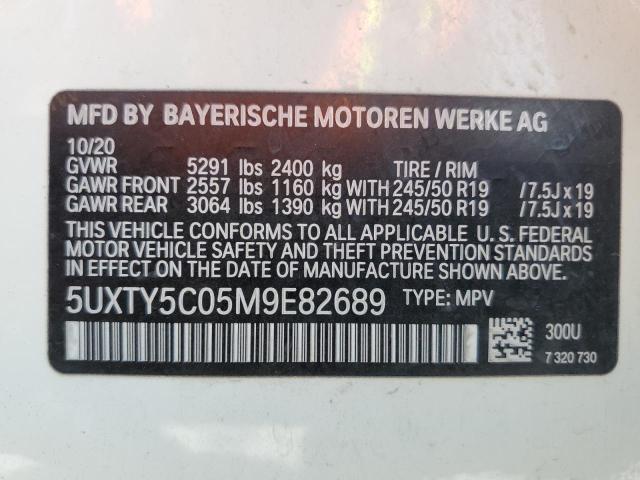 MFD BY BAYERISCHE MOTOREN WERKE AG
10/20
GVWR 5291 lbs 2400 kg TIRE / RIM
GAWR FRONT 2557 lbs 1160 kg WITH 245/50 R19 /7.5J x 19
GAWR REAR 3064 lbs 1390 kg WITH 245/50 R19 /7.5J x 19
THIS VEHICLE CONFORMS TO ALL APPLICABLE U. S. FEDERAL
MOTOR VEHICLE SAFETY AND THEFT PREVENTION STANDARDS
IN EFFECT ON THE DATE OF MANUFACTURE SHOWN ABOVE.
5UXTY5C05M9E82689 TYPE: MPV
300U
7 320 730